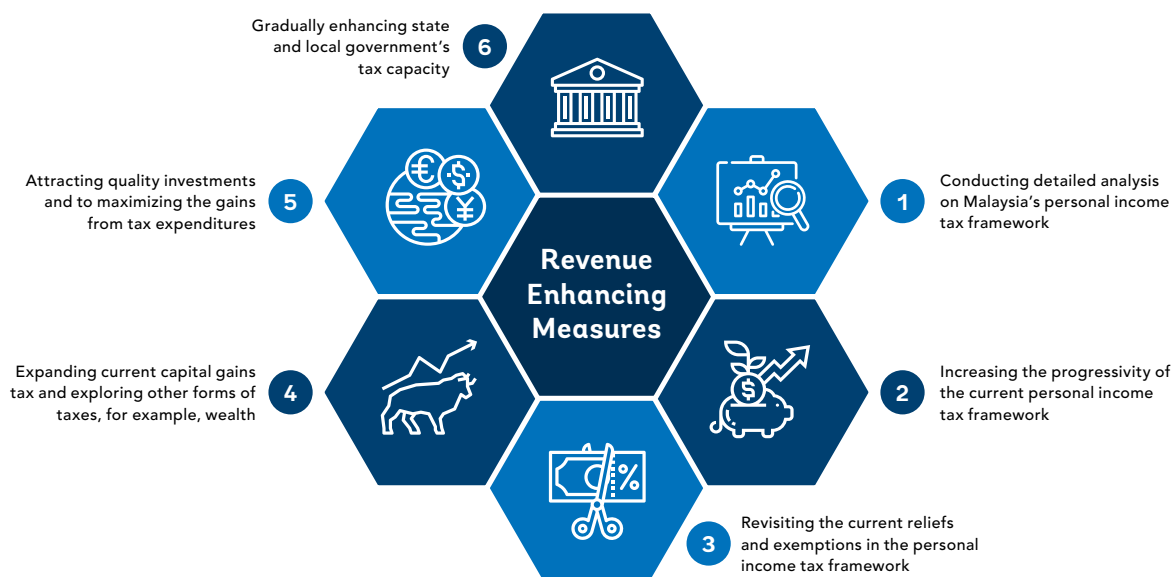 Revenue
Enhancing
Measures
1
Conducting detailed analysis
on Malaysia's personal income
tax framework
2
Increasing the progressivity of
the current personal income
tax framework
3
Revisiting the current reliefs
and exemptions in the personal
income tax framework
4
Expanding current capital gains
tax and exploring other forms of
taxes, for example, wealth
5
Attracting quality investments
and to maximizing the gains
from tax expenditures
6
Gradually enhancing state
and local government's
tax capacity
€
$
¥
$
%